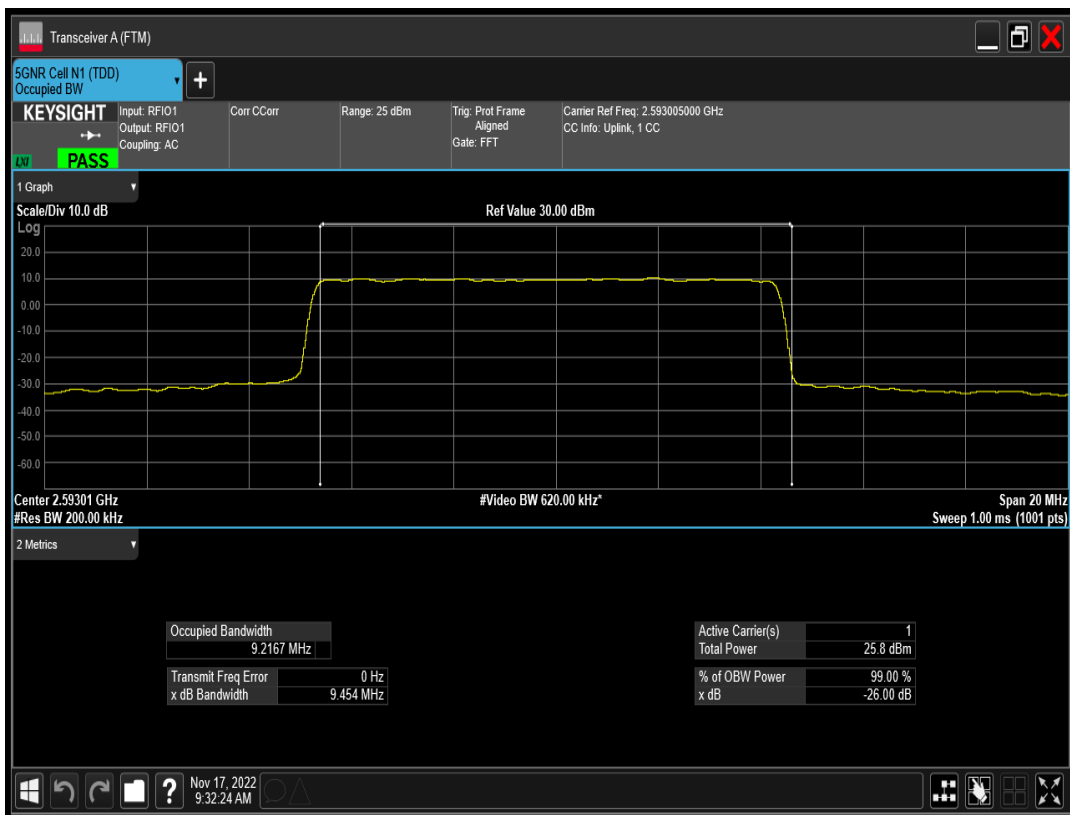 Transceiver A (FTM)
5GNR Cell N1 (TDD)
Occupied BW
+
KEYSIGHT
LXI
PASS
Input: RFIO1
Output: RFIO1
Coupling: AC
Corr CCorr
Range: 25 dBm
Trig: Prot Frame
Aligned
Gate: FFT
Carrier Ref Freq: 2.593005000 GHz
CC Info: Uplink, 1 CC
1 Graph
Scale/Div 10.0 dB
Ref Value 30.00 dBm
Log
20.0
10.0
0.00
-10.0
-20.0
-30.0
-40.0
-50.0
-60.0
Center 2.59301 GHz
#Video BW 620.00 kHz*
Span 20 MHz
#Res BW 200.00 kHz
Sweep 1.00 ms (1001 pts)
2 Metrics
Occupied Bandwidth
9.2167 MHz
Transmit Freq Error 0 Hz
x dB Bandwidth 9.454 MHz
Active Carrier(s) 1
Total Power 25.8 dBm
% of OBW Power 99.00 %
x dB -26.00 dB
?
Nov 17, 2022
9:32:24 AM